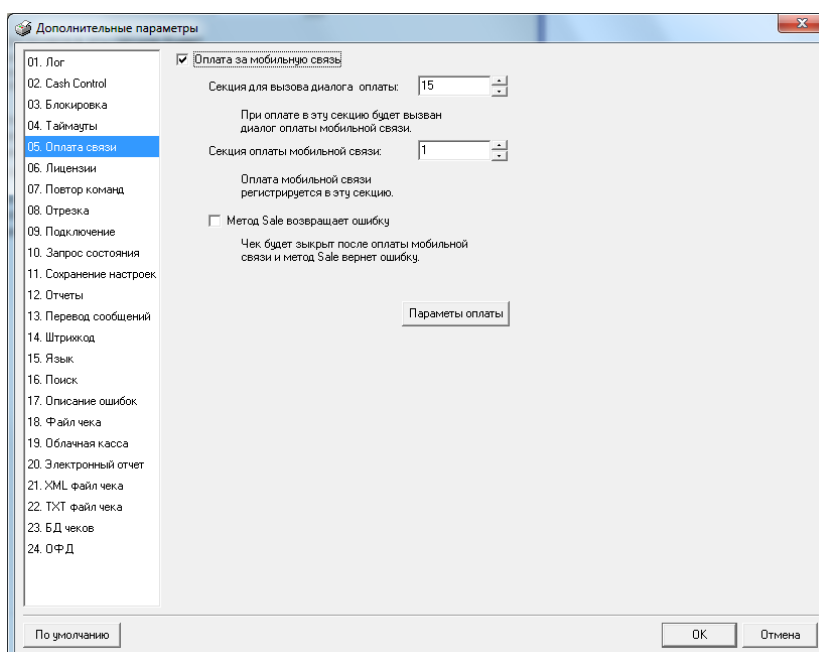 Дополнительные параметры
01. Лог
02. Cash Control
03. Блокировка
04. Таймауты
05. Оплата связи
06. Лицензии
07. Повтор команд
08. Отрезка
09. Подключение
10. Запрос состояния
11. Сохранение настроек
12. Отчеты
13. Перевод сообщений
14. Штрихкод
15. Язык
16. Поиск
17. Описание ошибок
18. Файл чека
19. Облачная касса
20. Электронный отчет
21. XML файл чека
22. TXT файл чека
23. БД чеков
24. ОФД
Оплата за мобильную связь
Секция для вызова диалога оплаты: 15
При оплате в эту секцию будет вызван
диалог оплаты мобильной связи.
Секция оплаты мобильной связи: 1
Оплата мобильной связи
регистрируется в эту секцию.
Метод Sale возвращает ошибку
Чек будет зыкрыт после оплаты мобильной
связи и метод Sale вернет ошибку.
Параметы оплаты
По умолчанию
OK
Отмена